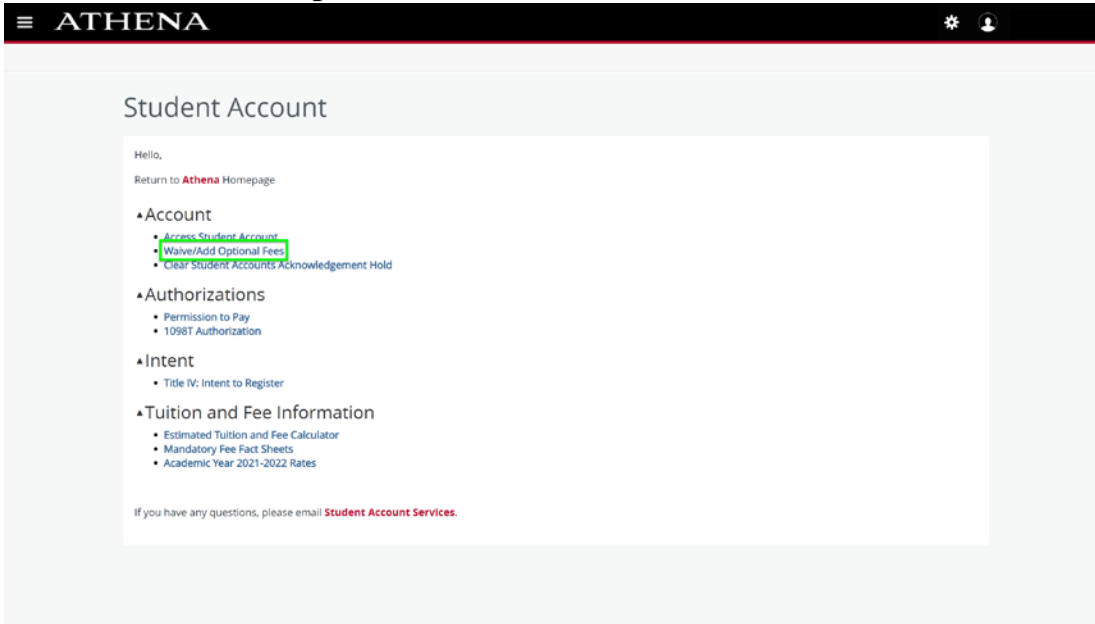 ATHENA
Student Account
Hello,
Return to Athena Homepage
Account
Access Student Account
Waive/Add Optional Fees
Clear Student Accounts Acknowledgement Hold
Authorizations
Permission to Pay
1098T Authorization
Intent
Title IV: Intent to Register
Tuition and Fee Information
Estimated Tuition and Fee Calculator
Mandatory Fee Fact Sheets
Academic Year 2021-2022 Rates
If you have any questions, please email Student Account Services.